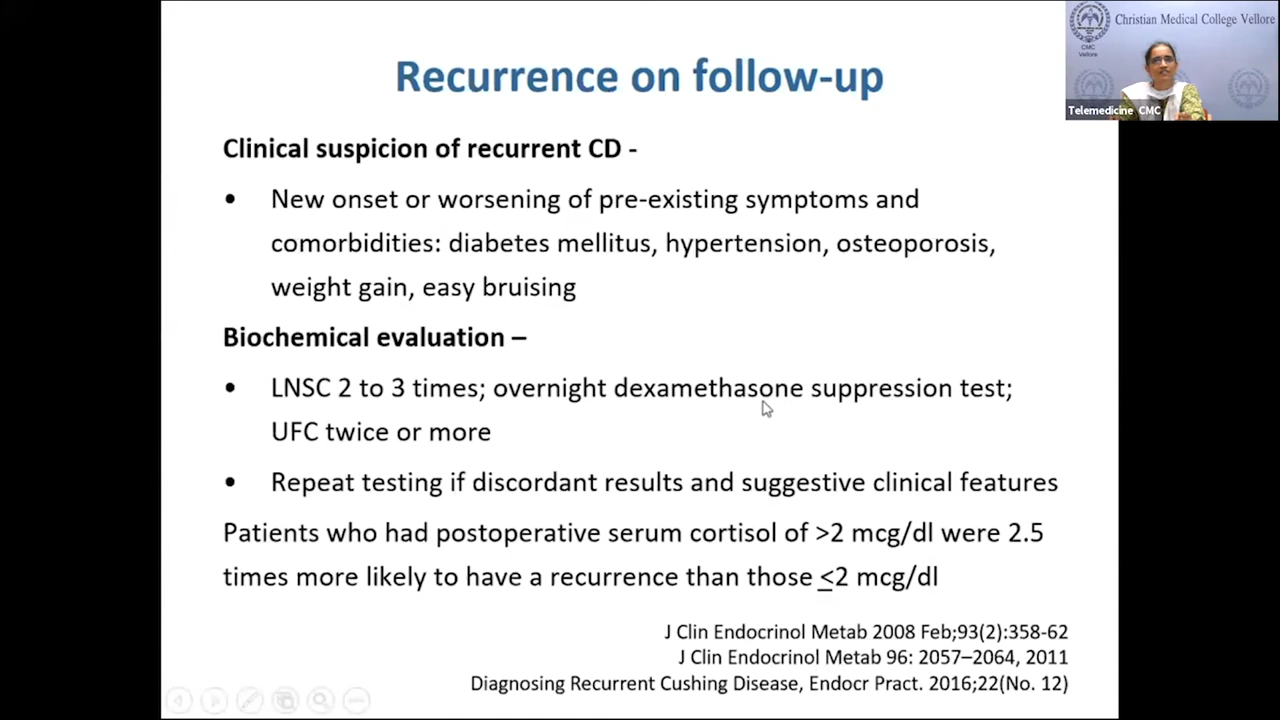 Christian Medical College Vellore
CMC
Vellore
Telemedicine CMC
Recurrence on follow-up
Clinical suspicion of recurrent CD -
• New onset or worsening of pre-existing symptoms and
comorbidities: diabetes mellitus, hypertension, osteoporosis,
weight gain, easy bruising
Biochemical evaluation –
• LNSC 2 to 3 times; overnight dexamethasone suppression test;
UFC twice or more
• Repeat testing if discordant results and suggestive clinical features
Patients who had postoperative serum cortisol of >2 mcg/dl were 2.5
times more likely to have a recurrence than those <2 mcg/dl
J Clin Endocrinol Metab 2008 Feb;93(2):358-62
J Clin Endocrinol Metab 96: 2057–2064, 2011
Diagnosing Recurrent Cushing Disease, Endocr Pract. 2016;22(No. 12)